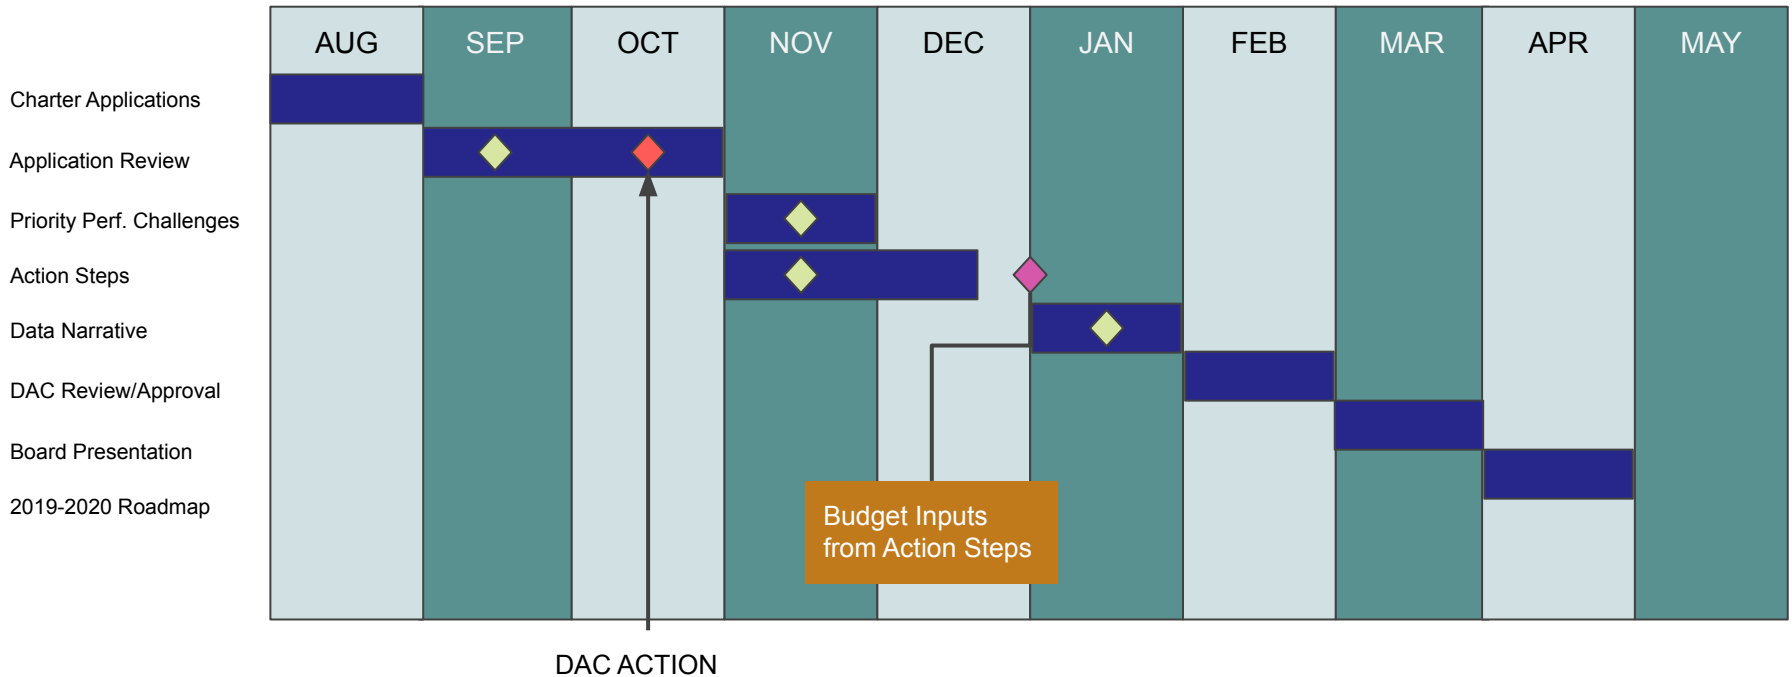 AUG SEP OCT NOV DEC JAN FEB MAR APR MAY
Charter Applications
Application Review
Priority Perf. Challenges
Action Steps
Data Narrative
DAC Review/Approval
Board Presentation
2019-2020 Roadmap
Budget Inputs
from Action Steps
DAC ACTION